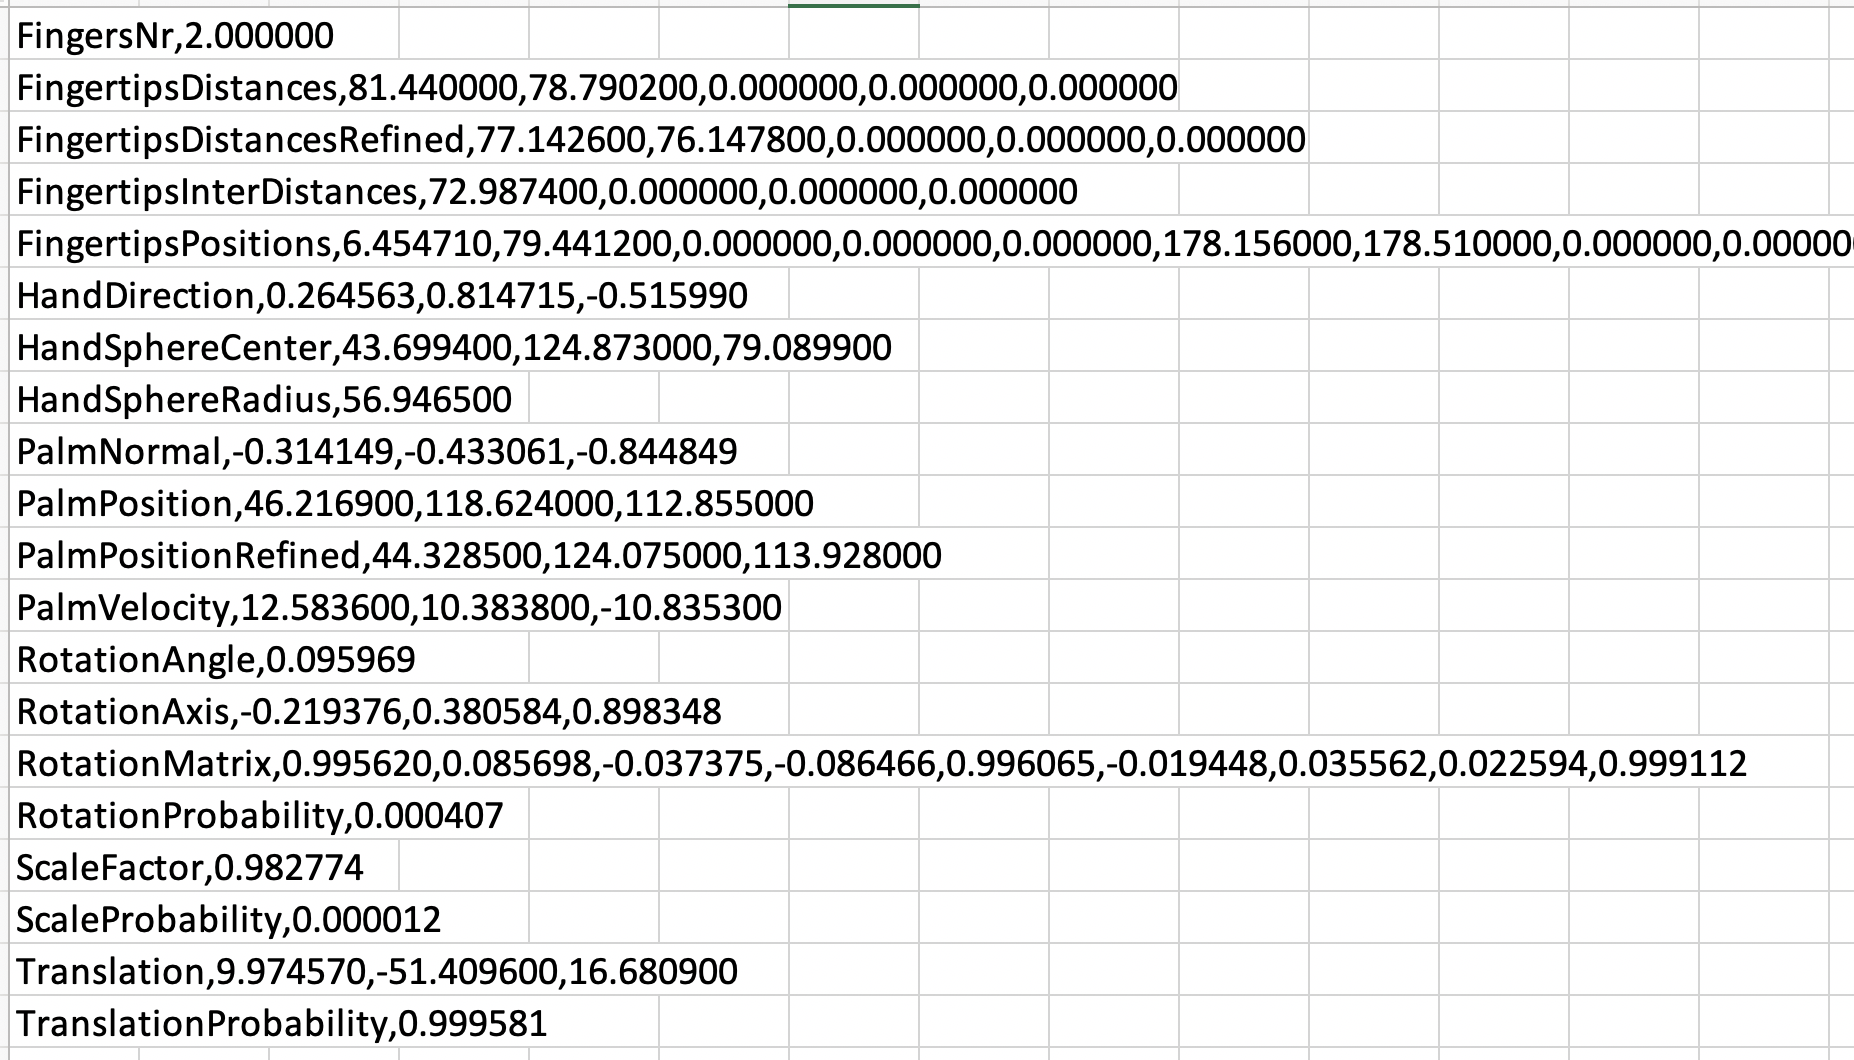 FingersNr,2.000000
FingertipsDistances,81.440000,78.790200,0.000000,0.000000,0.000000
FingertipsDistancesRefined,77.142600,76.147800,0.000000,0.000000,0.000000
FingertipsInterDistances,72.987400,0.000000,0.000000,0.000000
FingertipsPositions,6.454710,79.441200,0.000000,0.000000,0.000000,178.156000,178.510000,0.000000,0.00000
HandDirection,0.264563,0.814715,-0.515990
HandSphereCenter,43.699400,124.873000,79.089900
HandSphereRadius,56.946500
PalmNormal,-0.314149,-0.433061,-0.844849
PalmPosition,46.216900,118.624000,112.855000
PalmPositionRefined,44.328500,124.075000,113.928000
PalmVelocity,12.583600,10.383800,-10.835300
RotationAngle,0.095969
RotationAxis,-0.219376,0.380584,0.898348
RotationMatrix,0.995620,0.085698,-0.037375,-0.086466,0.996065,-0.019448,0.035562,0.022594,0.999112
RotationProbability,0.000407
ScaleFactor,0.982774
ScaleProbability,0.000012
Translation,9.974570,-51.409600,16.680900
TranslationProbability,0.999581